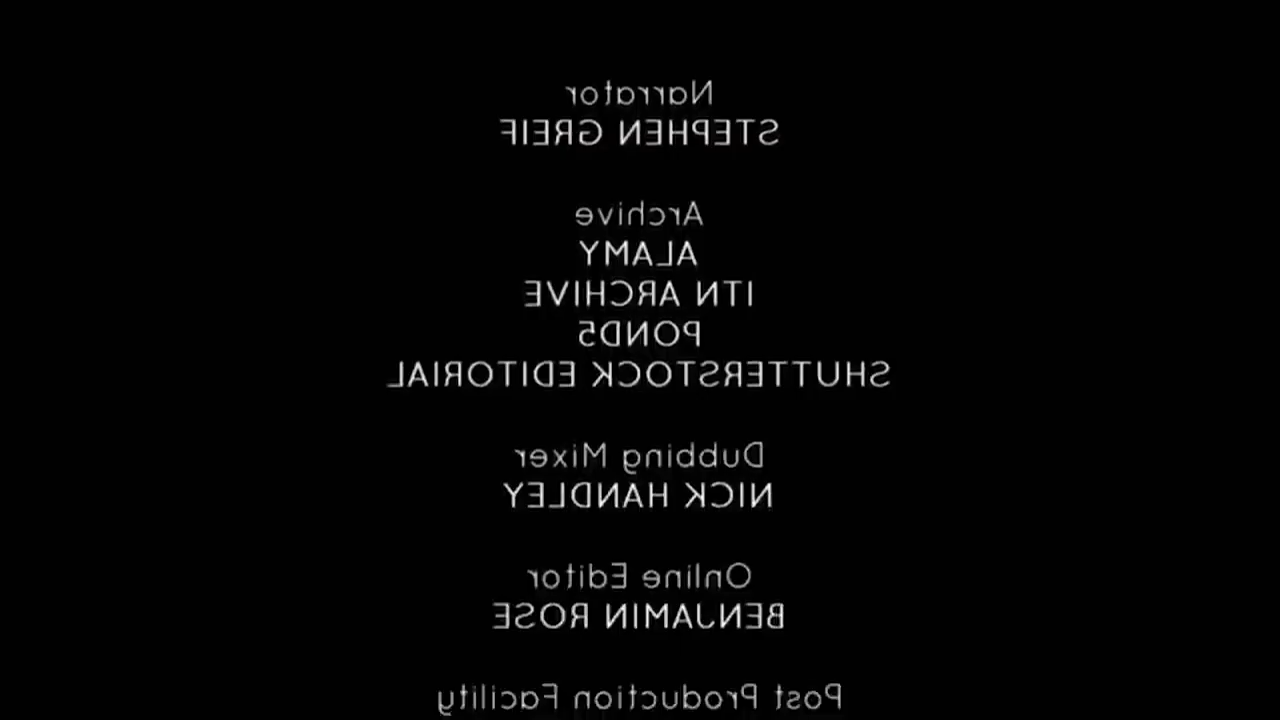 Narrator
STEPHEN GREIF
Archive
ALAMY
ITN ARCHIVE
POND5
SHUTTERSTOCK EDITORIAL
Dubbing Mixer
NICK HANDLEY
Online Editor
BENJAMIN ROSE
Post Production Facility